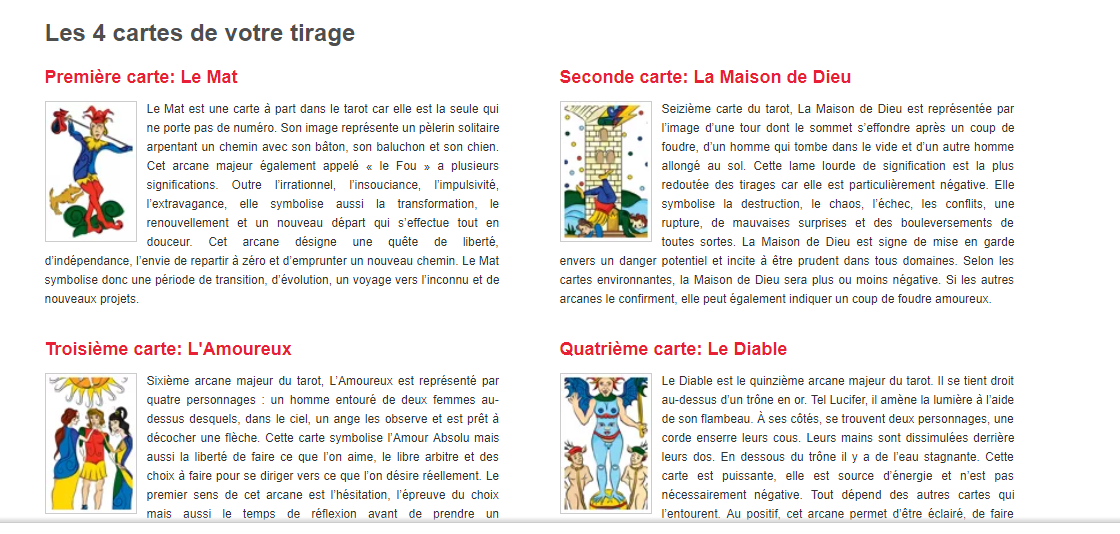 Les 4 cartes de votre tirage
Première carte: Le Mat
Le Mat est une carte à part dans le tarot car elle est la seule qui
ne porte pas de numéro. Son image représente un pèlerin solitaire
arpentant un chemin avec son bâton, son baluchon et son chien.
Cet arcane majeur également appelé « le Fou » a plusieurs
significations. Outre l'irrationnel, l'insouciance, l'impulsivité,
l'extravagance, elle symbolise aussi la transformation, le
renouvellement et un nouveau départ qui s'effectue tout en
douceur. Cet arcane désigne une quête de liberté,
d'indépendance, l'envie de repartir à zéro et d'emprunter un nouveau chemin. Le Mat
symbolise donc une période de transition, d'évolution, un voyage vers l'inconnu et de
nouveaux projets.
Seconde carte: La Maison de Dieu
Seizième carte du tarot, La Maison de Dieu est représentée par
l'image d'une tour dont le sommet s'effondre après un coup de
foudre, d'un homme qui tombe dans le vide et d'un autre homme
allongé au sol. Cette lame lourde de signification est la plus
redoutée des tirages car elle est particulièrement négative. Elle
symbolise la destruction, le chaos, l'échec, les conflits, une
rupture, de mauvaises surprises et des bouleversements de
toutes sortes. La Maison de Dieu est signe de mise en garde
envers un danger potentiel et incite à être prudent dans tous domaines. Selon les
cartes environnantes, la Maison de Dieu sera plus ou moins négative. Si les autres
arcanes le confirment, elle peut également indiquer un coup de foudre amoureux.
Troisième carte: L'Amoureux
Sixième arcane majeur du tarot, L'Amoureux est représenté par
quatre personnages : un homme entouré de deux femmes au-
dessus desquels, dans le ciel, un ange les observe et est prêt à
décocher une flèche. Cette carte symbolise l'Amour Absolu mais
aussi la liberté de faire ce que l'on aime, le libre arbitre et des
choix à faire pour se diriger vers ce que l'on désire réellement. Le
premier sens de cet arcane est l'hésitation, l'épreuve du choix
mais aussi le temps de réflexion avant de prendre un
Quatrième carte: Le Diable
Le Diable est le quinzième arcane majeur du tarot. Il se tient droit
au-dessus d'un trône en or. Tel Lucifer, il amène la lumière à l'aide
de son flambeau. À ses côtés, se trouvent deux personnages, une
corde enserre leurs cous. Leurs mains sont dissimulées derrière
leurs dos. En dessous du trône il y a de l'eau stagnante. Cette
carte est puissante, elle est source d'énergie et n'est pas
nécessairement négative. Tout dépend des autres cartes qui
l'entourent. Au positif, cet arcane permet d'être éclairé, de faire